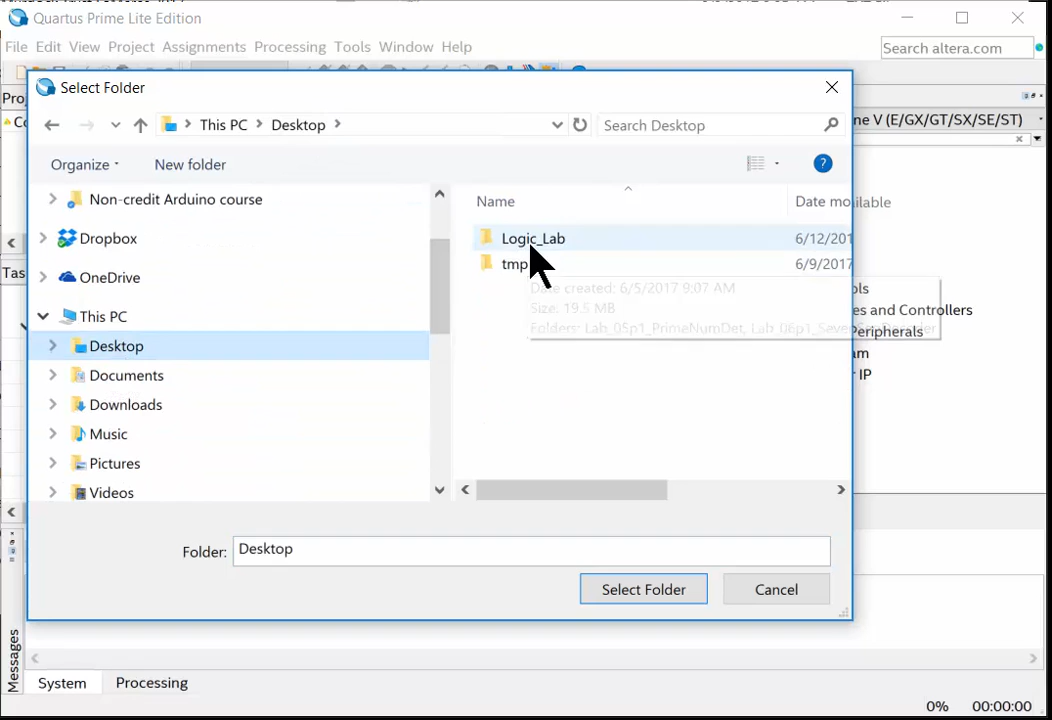 Quartus Prime Lite Edition
File Edit View Project Assignments Processing Tools Window Help
Search altera.com
Select Folder
This PC > Desktop >
Search Desktop
ne V (E/GX/GT/SX/SE/ST)
Organize
New folder
Non-credit Arduino course
Dropbox
OneDrive
This PC
Desktop
Documents
Downloads
Music
Pictures
Videos
Name
Date mo
ilable
Logic_Lab
6/12/201
tmp
6/9/2017
Date created: 6/5/2017 9:07 AM
Size: 19.5 MB
Folders: Lab_05p1_PrimeNumDet, Lab_06p1_SevenSegDecoder
ols
es and Controllers
Peripherals
am
r IP
Tas
Folder:
Desktop
Select Folder
Cancel
Messages
System
Processing
0%
00:00:00